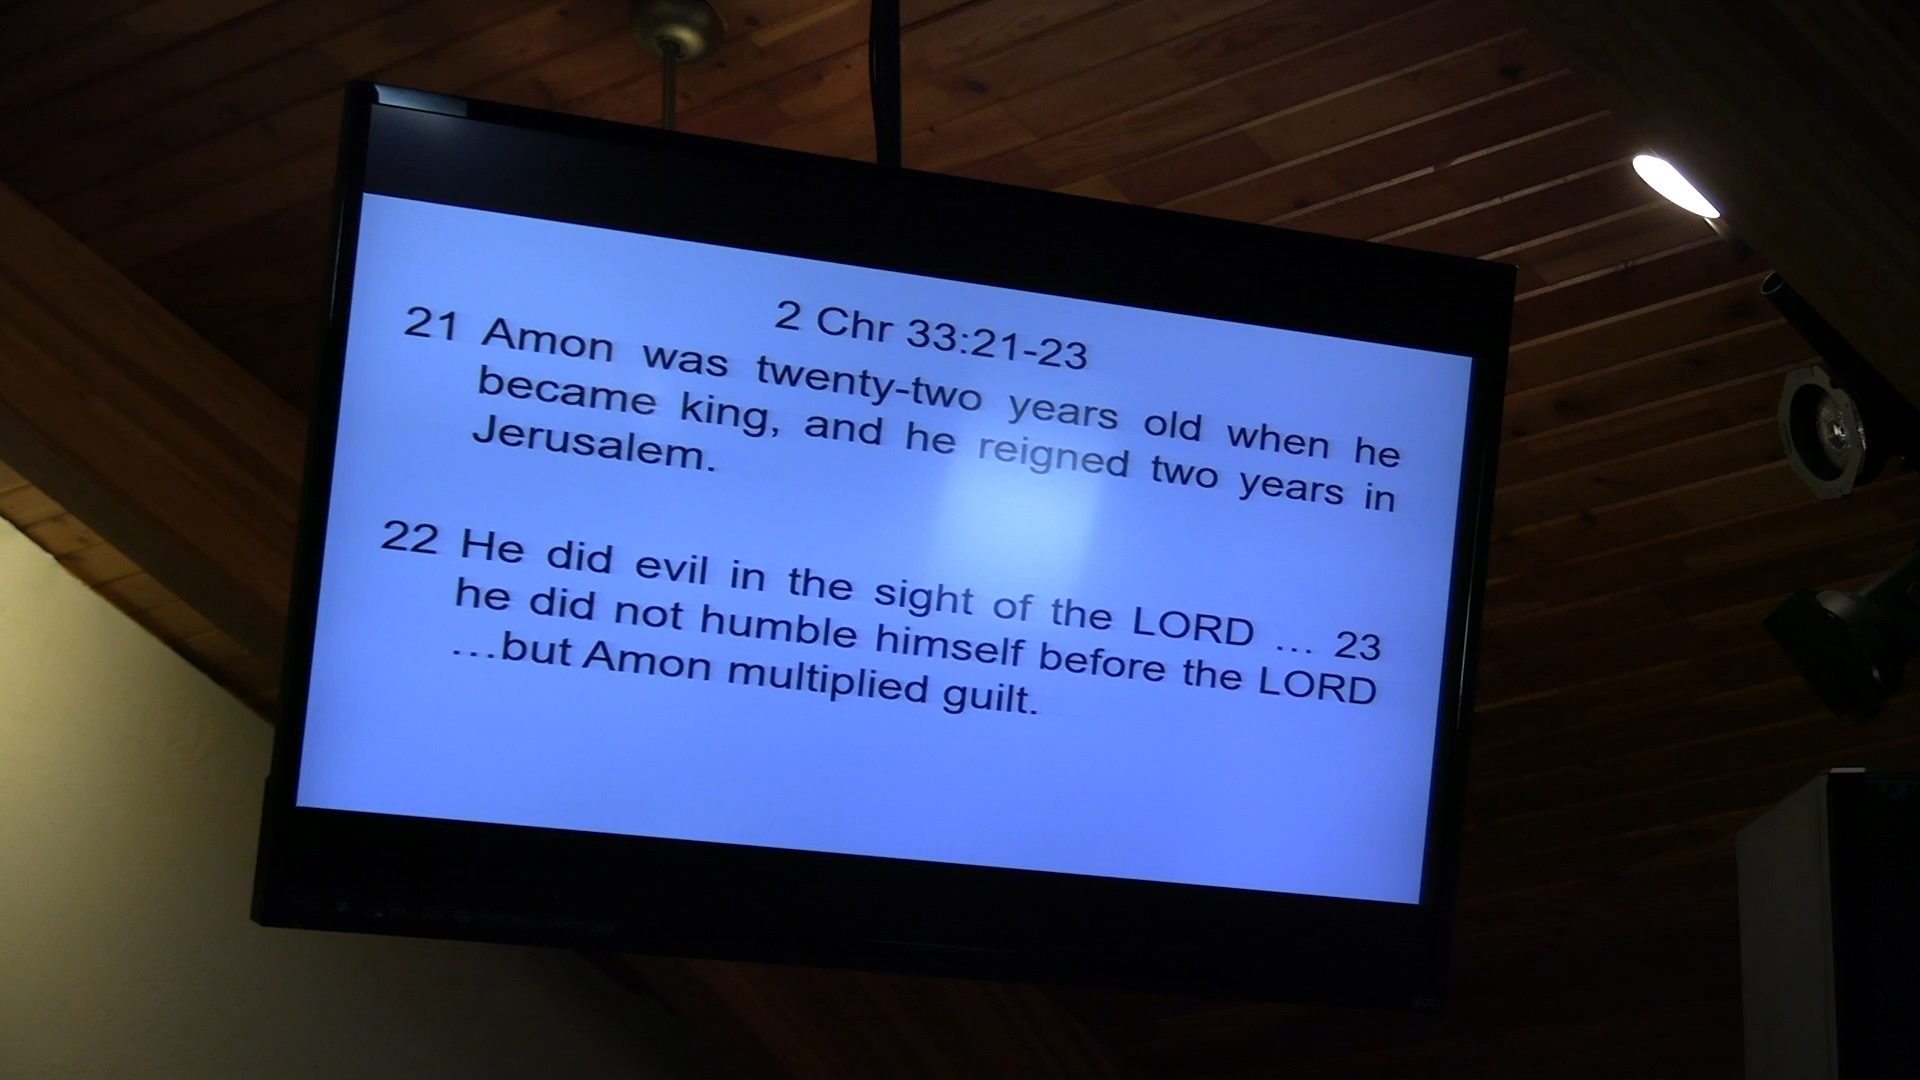 2 Chr 33:21-23
21 Amon was twenty-two years old when he
became king, and he reigned two years in
Jerusalem.
22 He did evil in the sight of the LORD ... 23
he did not humble himself before the LORD
...but Amon multiplied guilt.